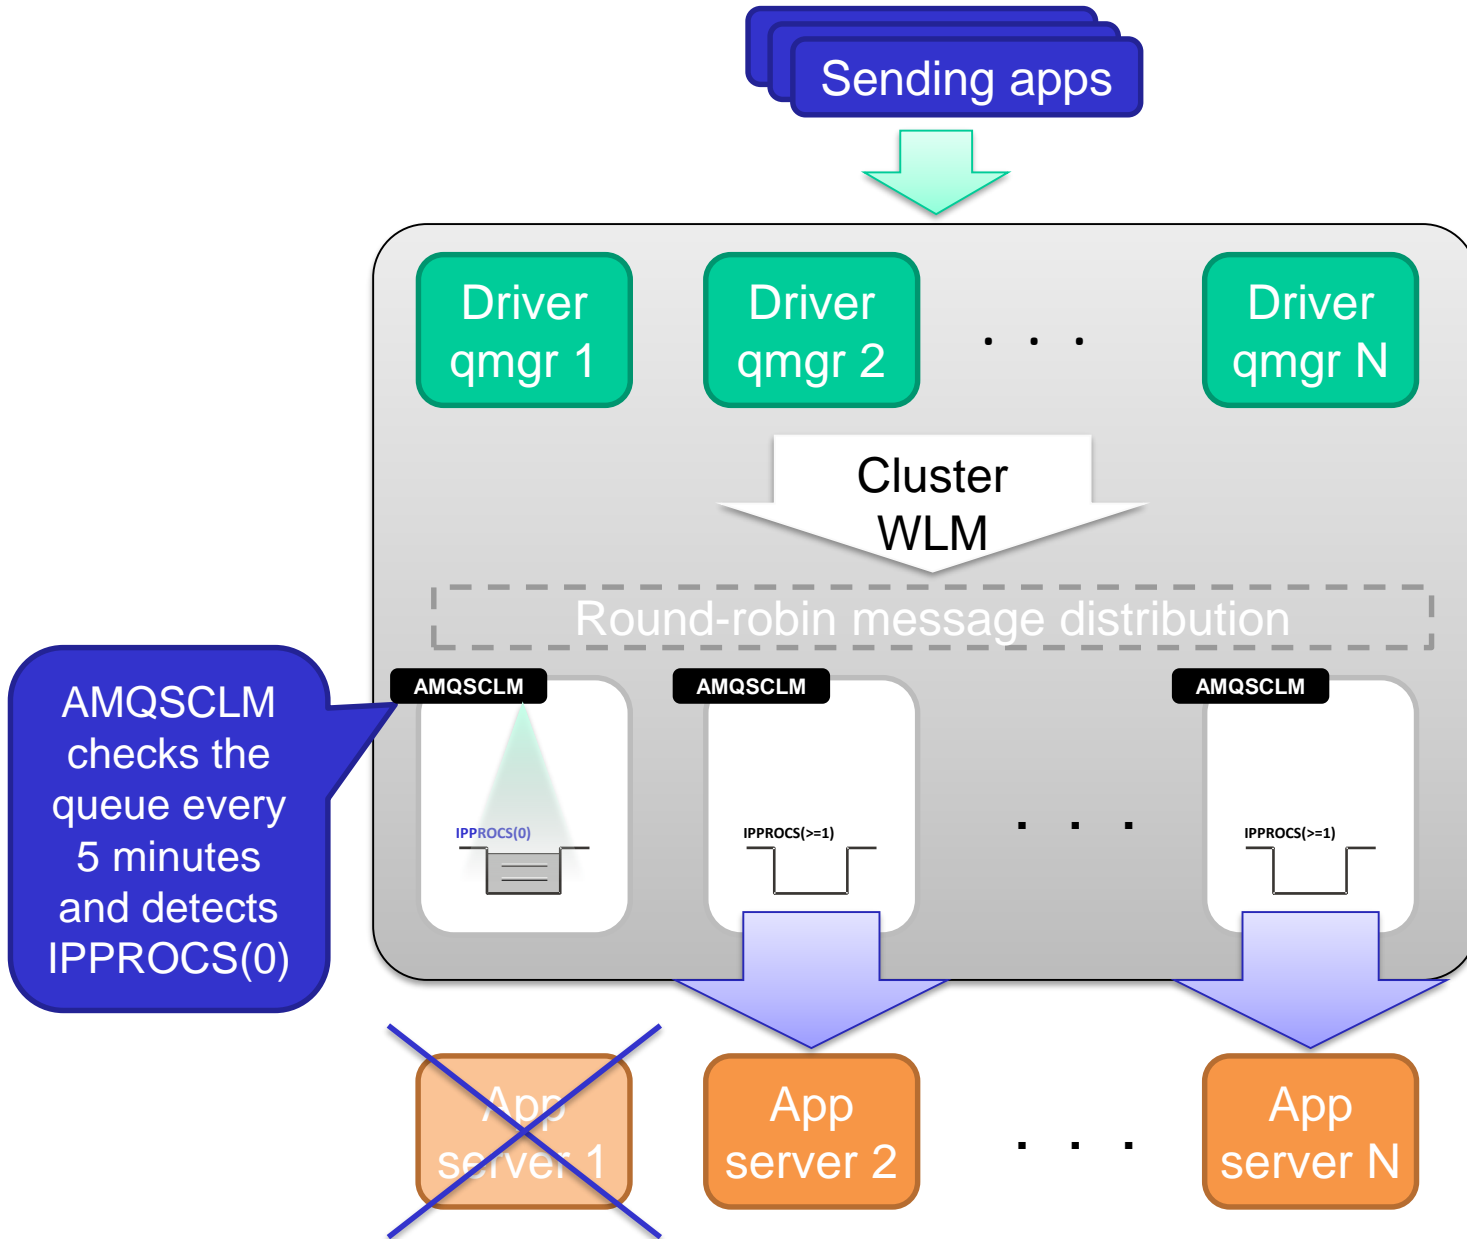 Sending apps
Driver
qmgr 1
Driver
qmgr 2
. . .
Driver
qmgr N
Cluster
WLM
Round-robin message distribution
AMQSCLM
checks the
queue every
5 minutes
and detects
IPPROCS(0)
AMQSCLM
IPPROCS(0)
AMQSCLM
IPPROCS(>=1)
. . .
AMQSCLM
IPPROCS(>=1)
App
server 1
App
server 2
. . .
App
server N